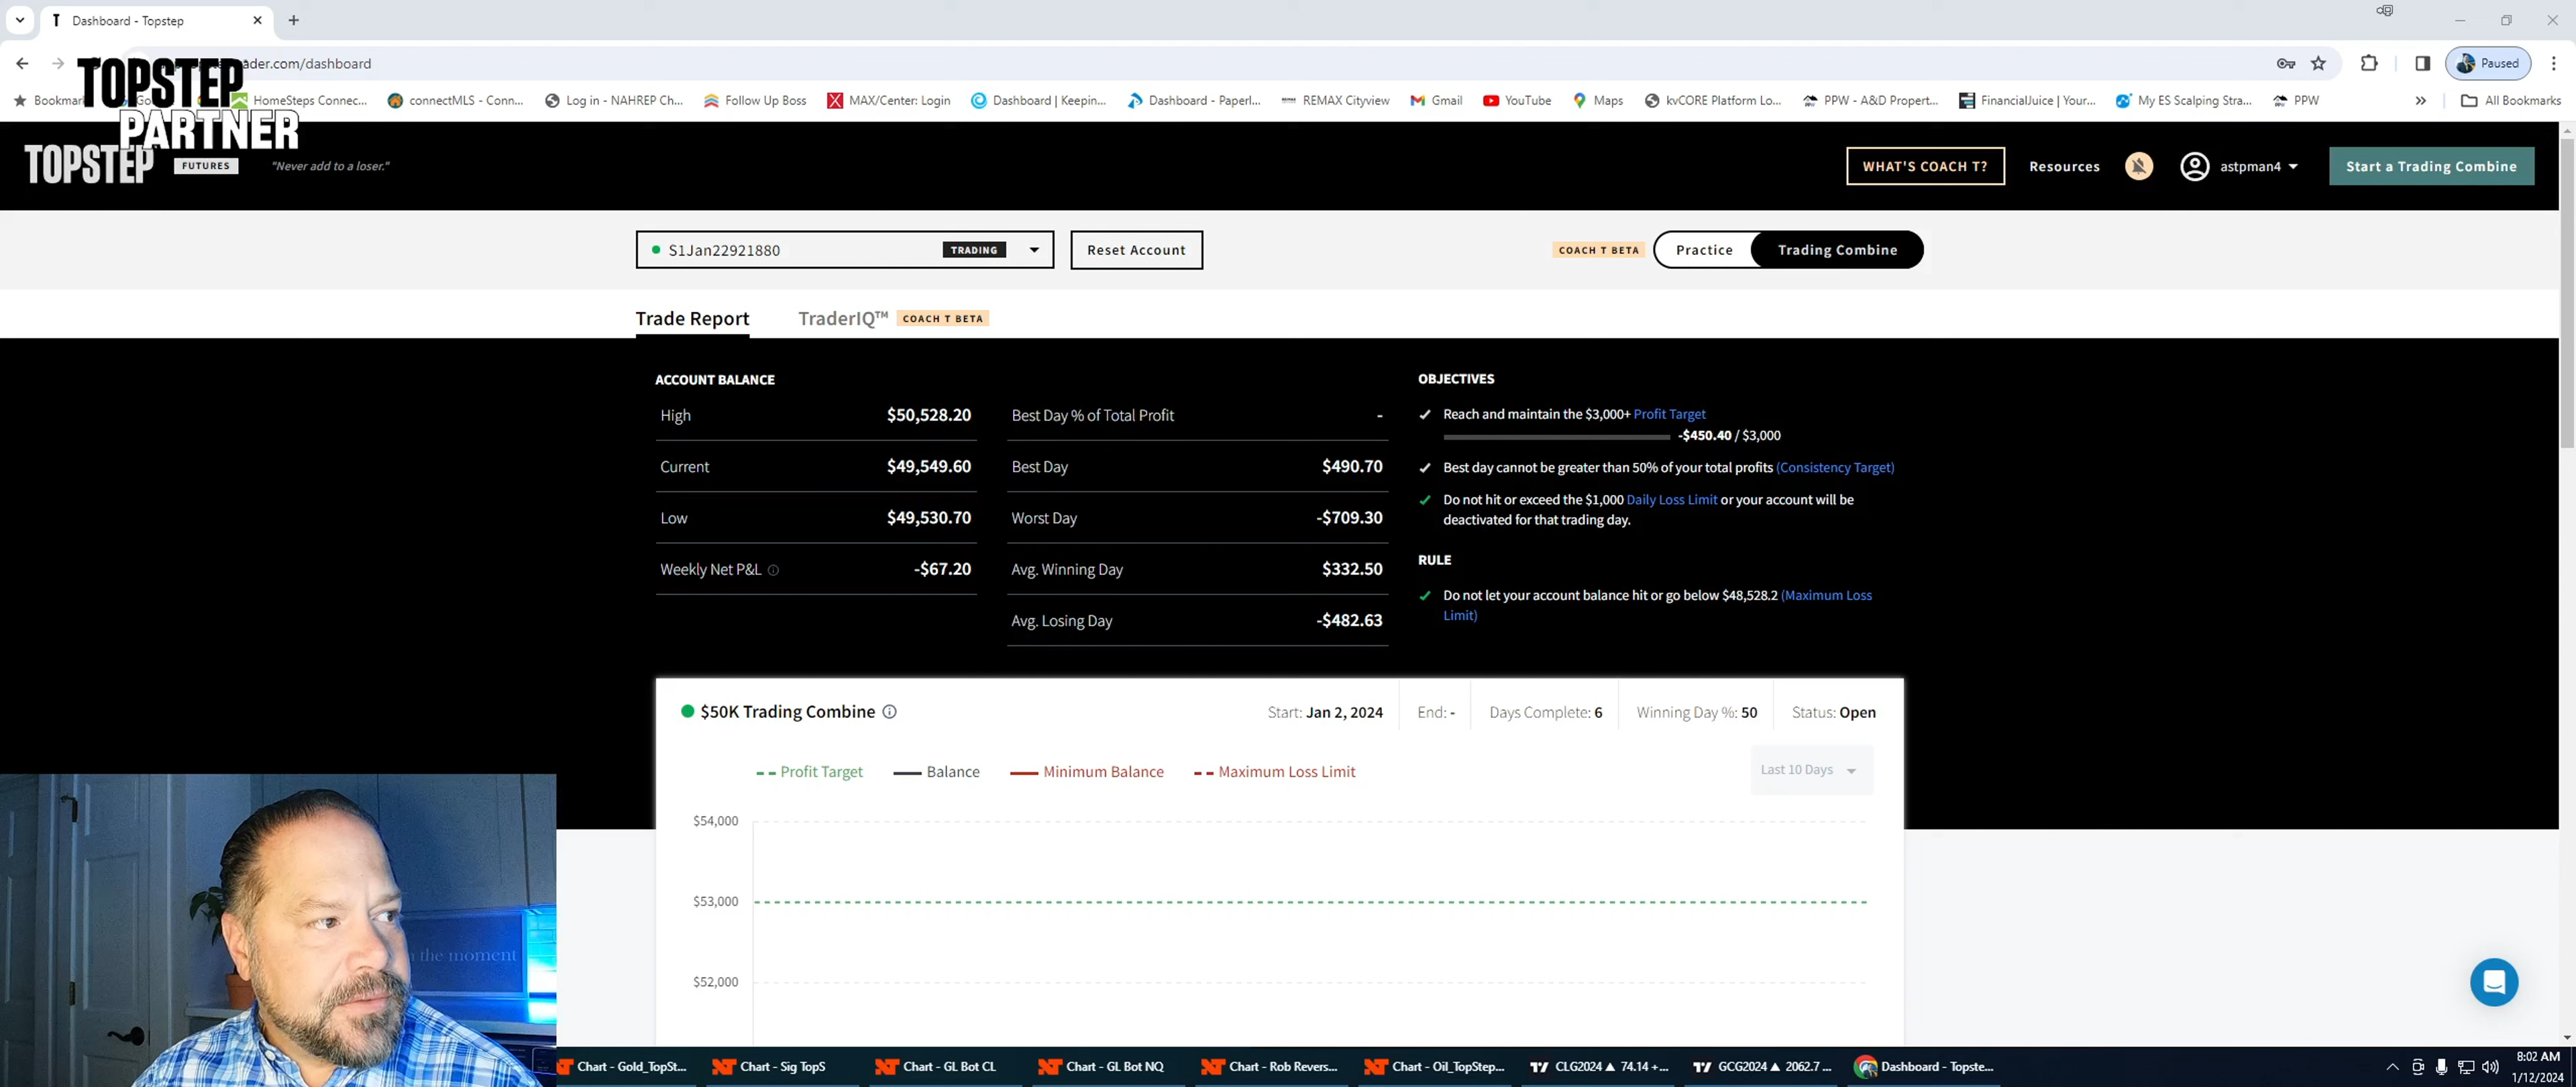 Dashboard - Topstep
ader.com/dashboard
Paused
Bookmar
Go
HomeSteps Connec...
connectMLS - Conn...
Log in - NAHREP Ch...
Follow Up Boss
MAX/Center: Login
Dashboard | Keepin...
Dashboard - Paperl...
REMAX Cityview
Gmail
YouTube
Maps
kvCORE Platform Lo...
PPW - A&D Propert...
FinancialJuice | Your...
My ES Scalping Stra...
PPW
All Bookmarks
TOPSTEP
PARTNER
TOPSTEP
FUTURES
"Never add to a loser."
WHAT'S COACH T?
Resources
astpman4
Start a Trading Combine
S1Jan22921880
TRADING
Reset Account
COACH T BETA
Practice
Trading Combine
Trade Report
TraderIQ™
COACH T BETA
ACCOUNT BALANCE
High $50,528.20
Current $49,549.60
Low $49,530.70
Weekly Net P&L -$67.20
Best Day % of Total Profit -
Best Day $490.70
Worst Day -$709.30
Avg. Winning Day $332.50
Avg. Losing Day -$482.63
OBJECTIVES
Reach and maintain the $3,000+ Profit Target
-$450.40 / $3,000
Best day cannot be greater than 50% of your total profits (Consistency Target)
Do not hit or exceed the $1,000 Daily Loss Limit or your account will be
deactivated for that trading day.
RULE
Do not let your account balance hit or go below $48,528.2 (Maximum Loss
Limit)
$50K Trading Combine
Start: Jan 2, 2024
End: -
Days Complete: 6
Winning Day %: 50
Status: Open
Profit Target
Balance
Minimum Balance
Maximum Loss Limit
Last 10 Days
$54,000
$53,000
$52,000
the moment
Chart - Gold_TopSt...
Chart - Sig TopS
Chart - GL Bot CL
Chart - GL Bot NQ
Chart - Rob Revers...
Chart - Oil_TopStep...
CLG2024 ▲ 74.14 +...
GCG2024 ▲ 2062.7 ...
Dashboard - Topste...
8:02 AM
1/12/2024